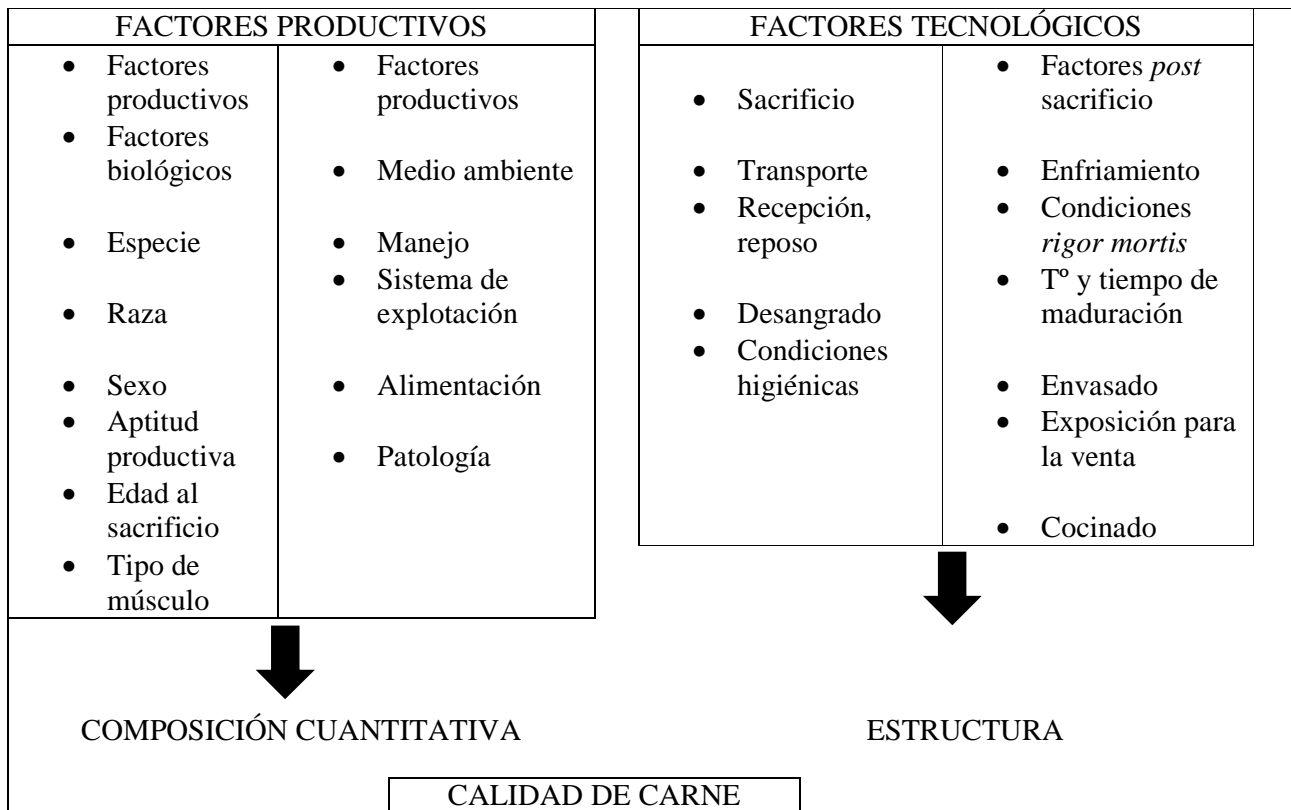 FACTORES PRODUCTIVOS
• Factores
productivos
• Factores
biológicos
• Especie
• Raza
• Sexo
• Aptitud
productiva
• Edad al
sacrificio
• Tipo de
músculo
• Factores
productivos
• Medio ambiente
• Manejo
• Sistema de
explotación
• Alimentación
• Patología
FACTORES TECNOLÓGICOS
• Sacrificio
• Transporte
• Recepción,
reposo
• Desangrado
• Condiciones
higiénicas
• Factores post
sacrificio
• Enfriamiento
• Condiciones
rigor mortis
• Tº y tiempo de
maduración
• Envasado
• Exposición para
la venta
• Cocinado
COMPOSICIÓN CUANTITATIVA
ESTRUCTURA
CALIDAD DE CARNE